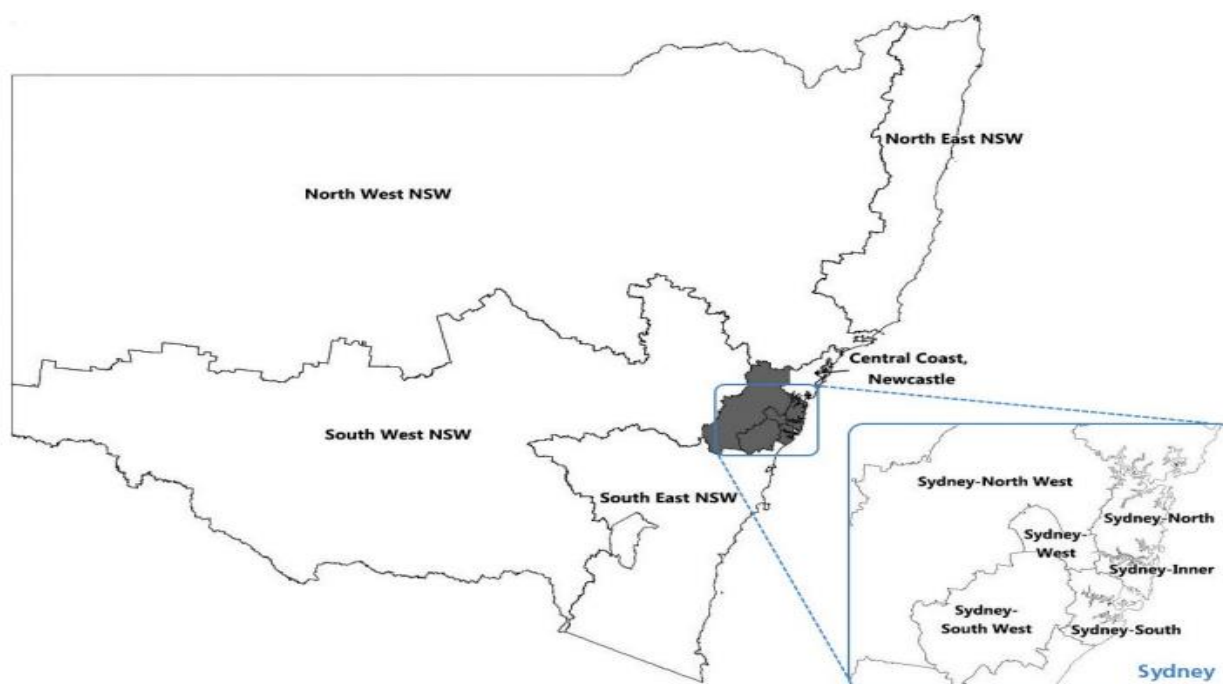 North East NSW
North West NSW
Central Coast,
Newcastle
South West NSW
South East NSW
Sydney-North West
Sydney-North
Sydney-
West
Sydney-Inner
Sydney-
South West
Sydney-South
Sydney